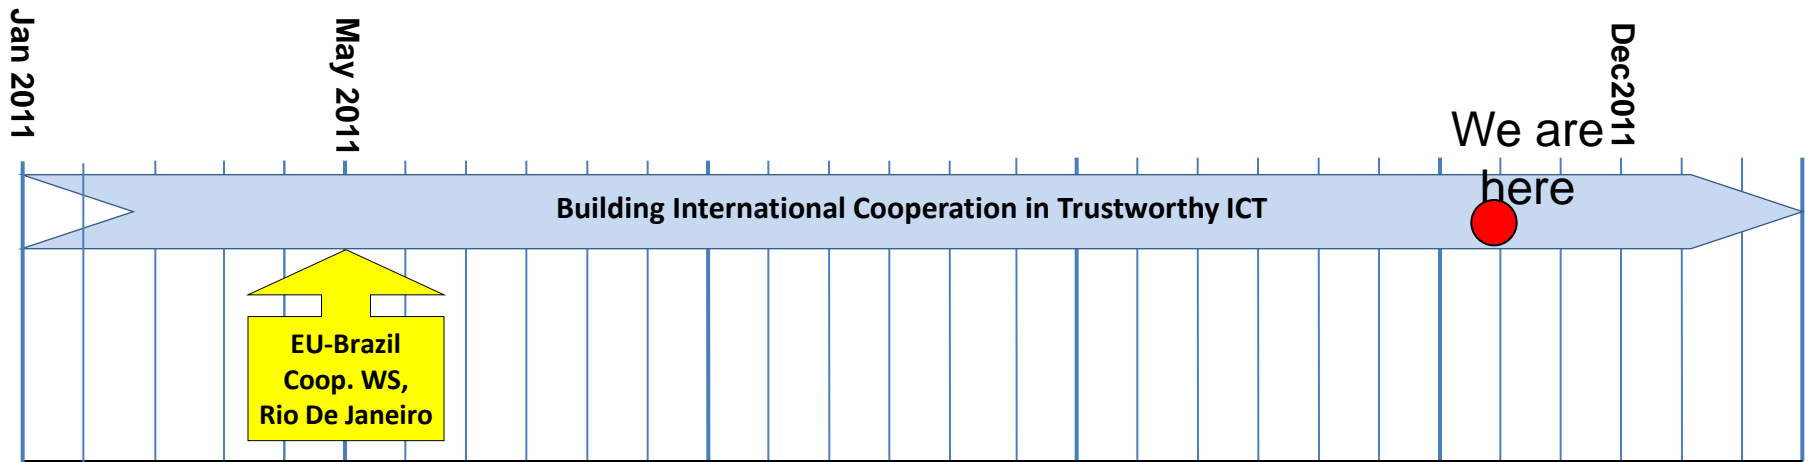 Jan 2011
May 2011
Dec2011
We are
here
Building International Cooperation in Trustworthy ICT
EU-Brazil
Coop. WS,
Rio De Janeiro